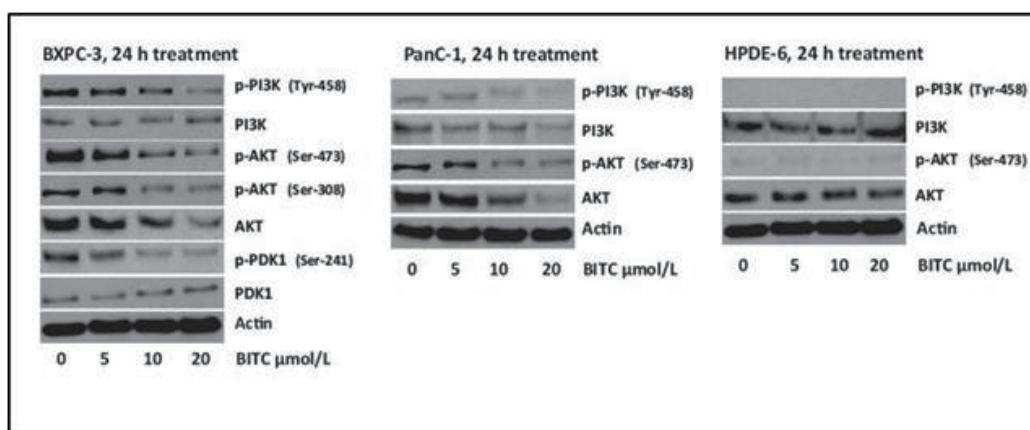 BXPC-3, 24 h treatment
p-PI3K (Tyr-458)
PI3K
p-AKT (Ser-473)
p-AKT (Ser-308)
AKT
p-PDK1 (Ser-241)
PDK1
Actin
0 5 10 20 BITC µmol/L
PanC-1, 24 h treatment
p-PI3K (Tyr-458)
PI3K
p-AKT (Ser-473)
AKT
Actin
0 5 10 20 BITC µmol/L
HPDE-6, 24 h treatment
p-PI3K (Tyr-458)
PI3K
p-AKT (Ser-473)
AKT
Actin
0 5 10 20 BITC µmol/L